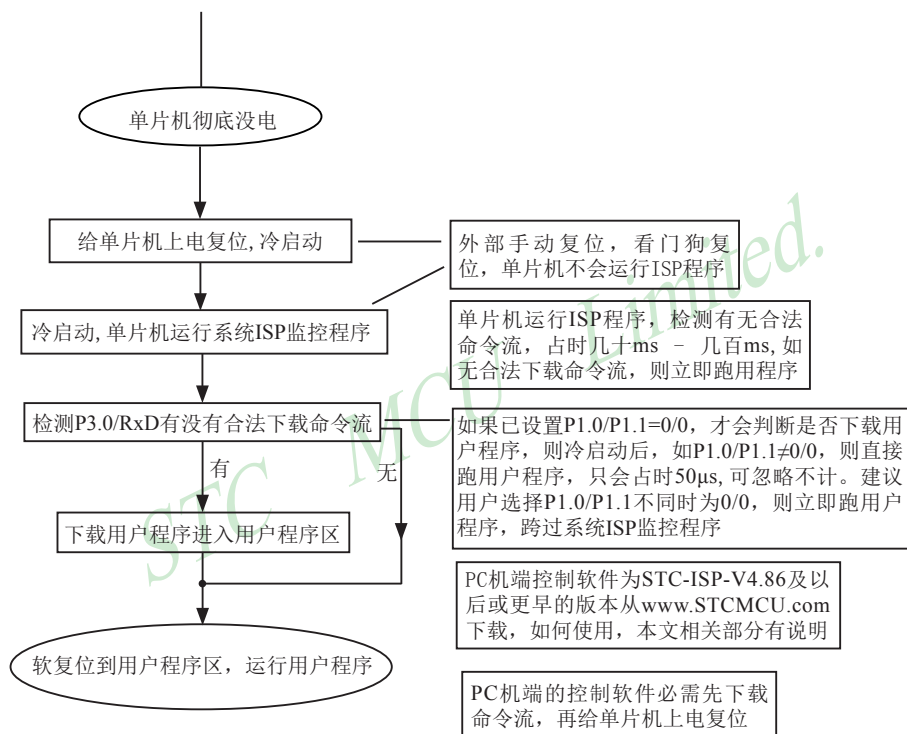 单片机彻底没电
给单片机上电复位,冷启动
外部手动复位，看门狗复
位，单片机不会运行ISP程序
冷启动,单片机运行系统ISP监控程序
单片机运行ISP程序，检测有无合法
命令流，占时几十ms － 几百ms,如
无合法下载命令流，则立即跑用程序
检测P3.0/RxD有没有合法下载命令流
如果已设置P1.0/P1.1=0/0，才会判断是否下载用
户程序，则冷启动后，如P1.0/P1.1≠0/0，则直接
跑用户程序，只会占时50μs,可忽略不计。建议
用户选择P1.0/P1.1不同时为0/0，则立即跑用户
程序，跨过系统ISP监控程序
有
无
下载用户程序进入用户程序区
PC机端控制软件为STC-ISP-V4.86及以
后或更早的版本从www.STCMCU.com
下载，如何使用，本文相关部分有说明
软复位到用户程序区，运行用户程序
PC机端的控制软件必需先下载
命令流，再给单片机上电复位
STC MCU Limited.